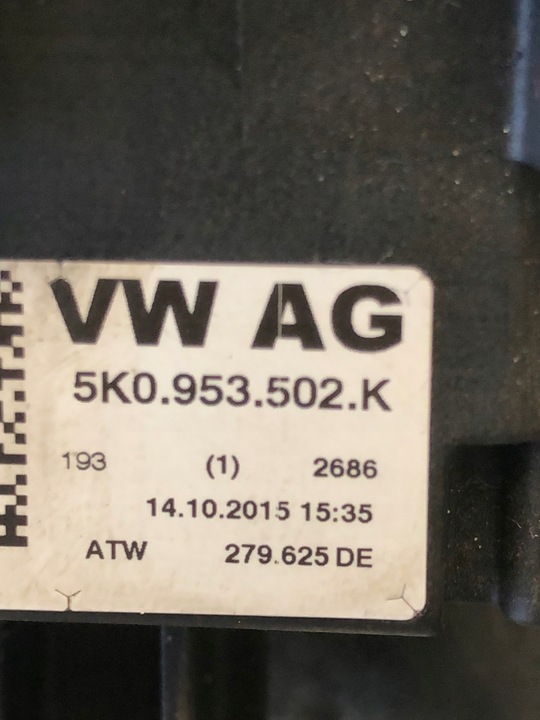 VW AG
5K0.953.502.K
193 (1) 2686
14.10.2015 15:35
ATW 279.625 DE